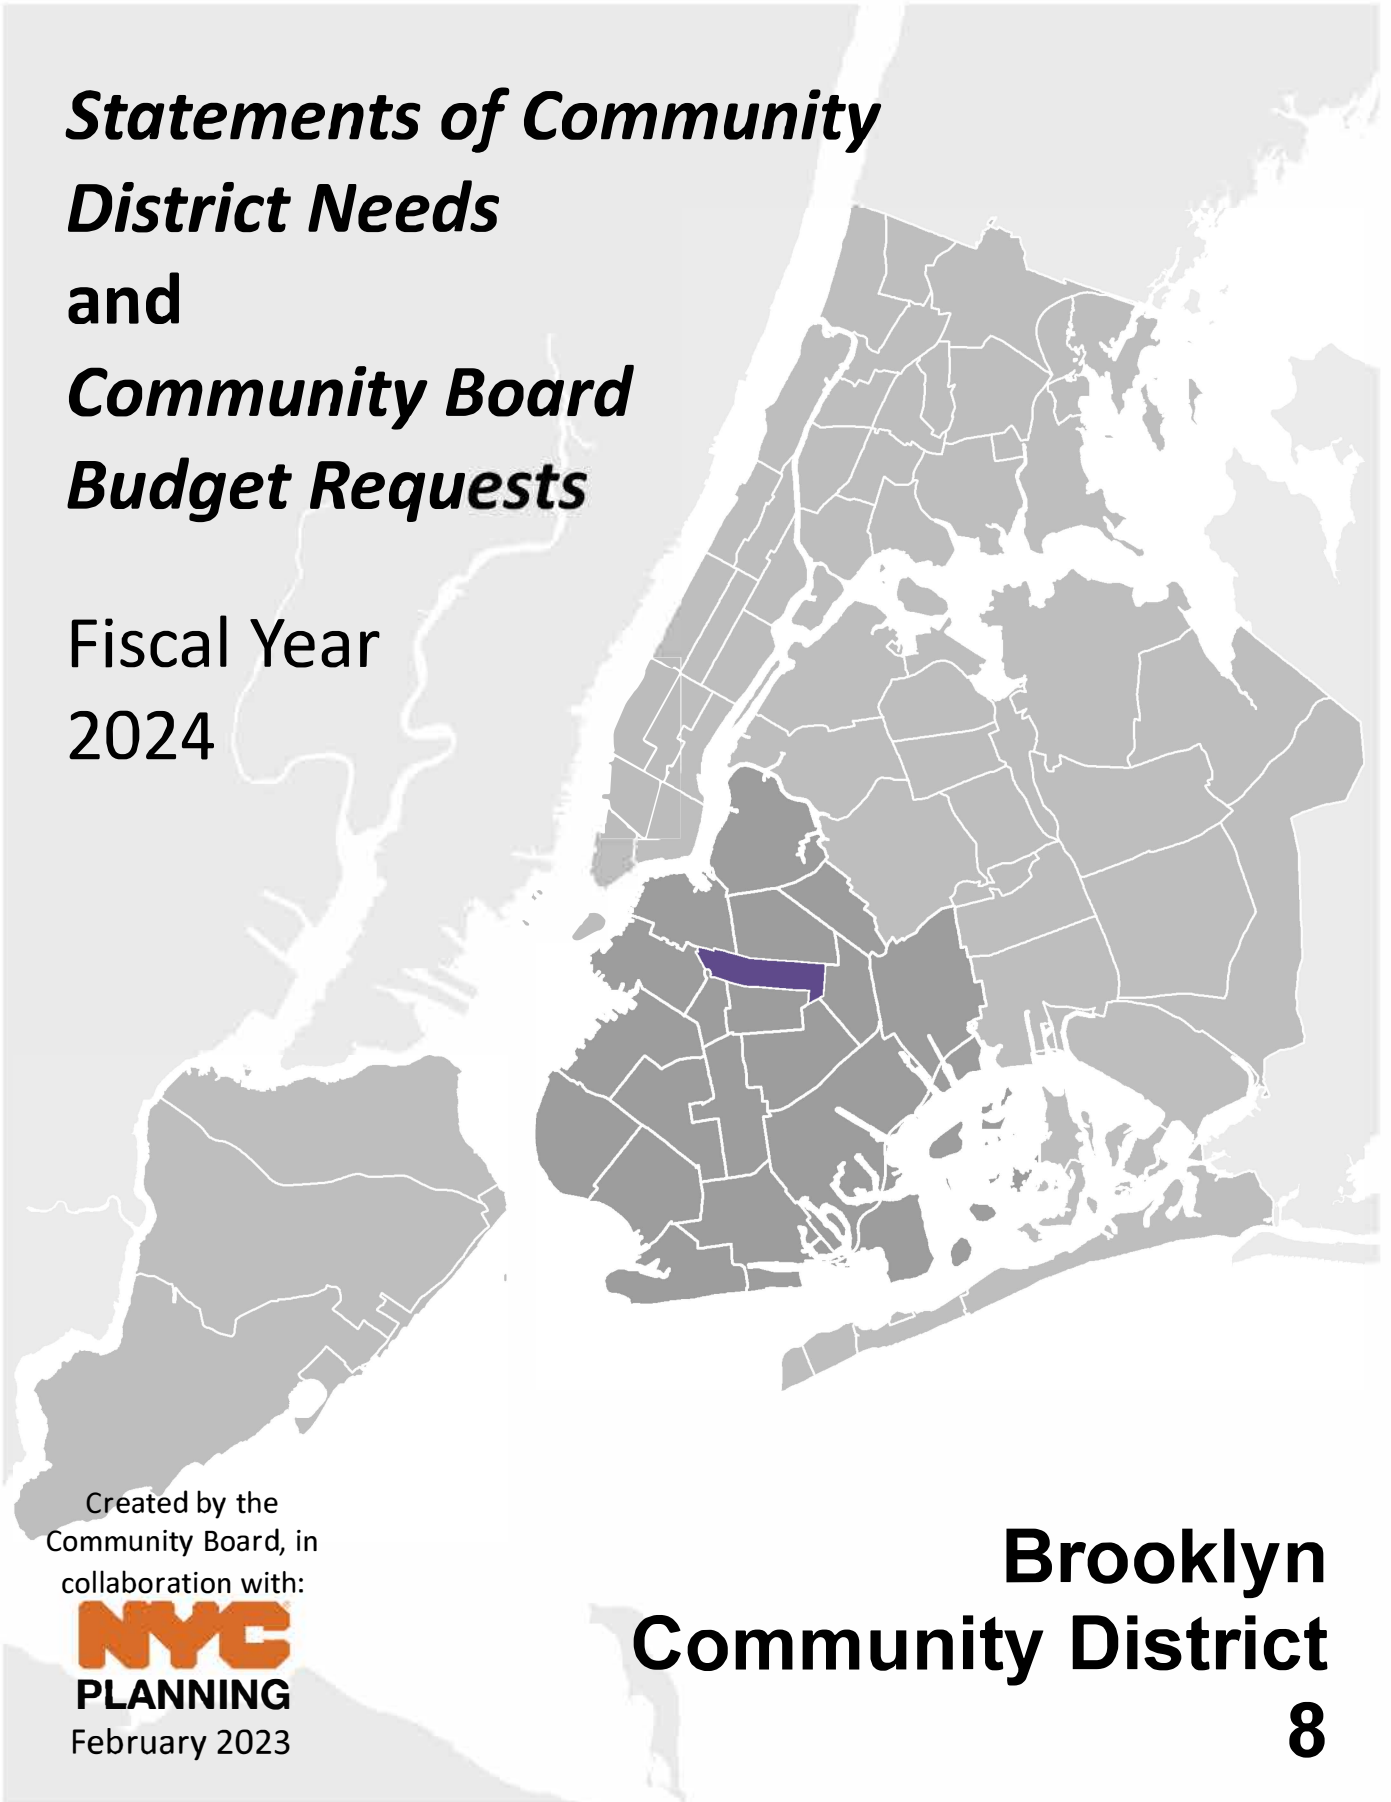 Statements of Community
District Needs
and
Community Board
Budget Requests
Fiscal Year
2024
Created by the
Community Board, in
collaboration with:
NYC
PLANNING
February 2023
Brooklyn
Community District
8